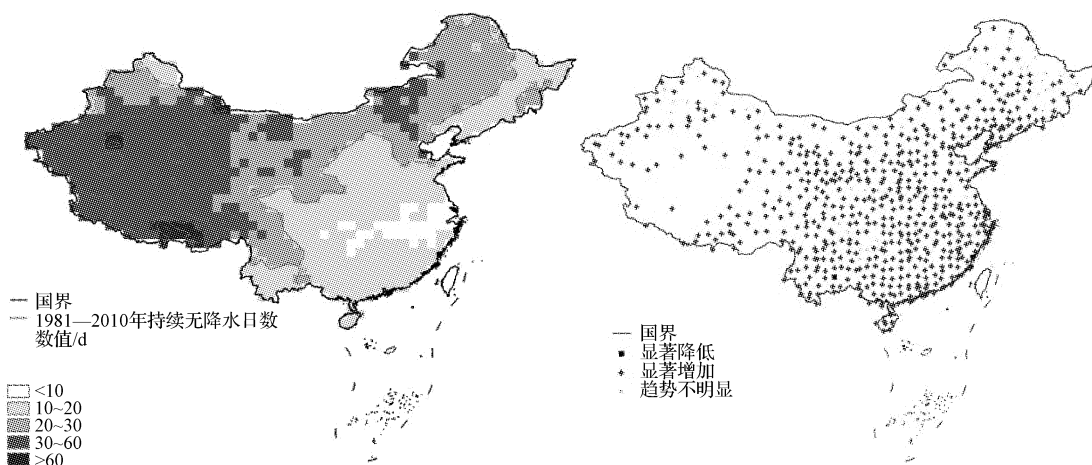 国界
1981—2010年持续无降水日数
数值/d
<10
10~20
20~30
30~60
>60
国界
显著降低
显著增加
趋势不明显